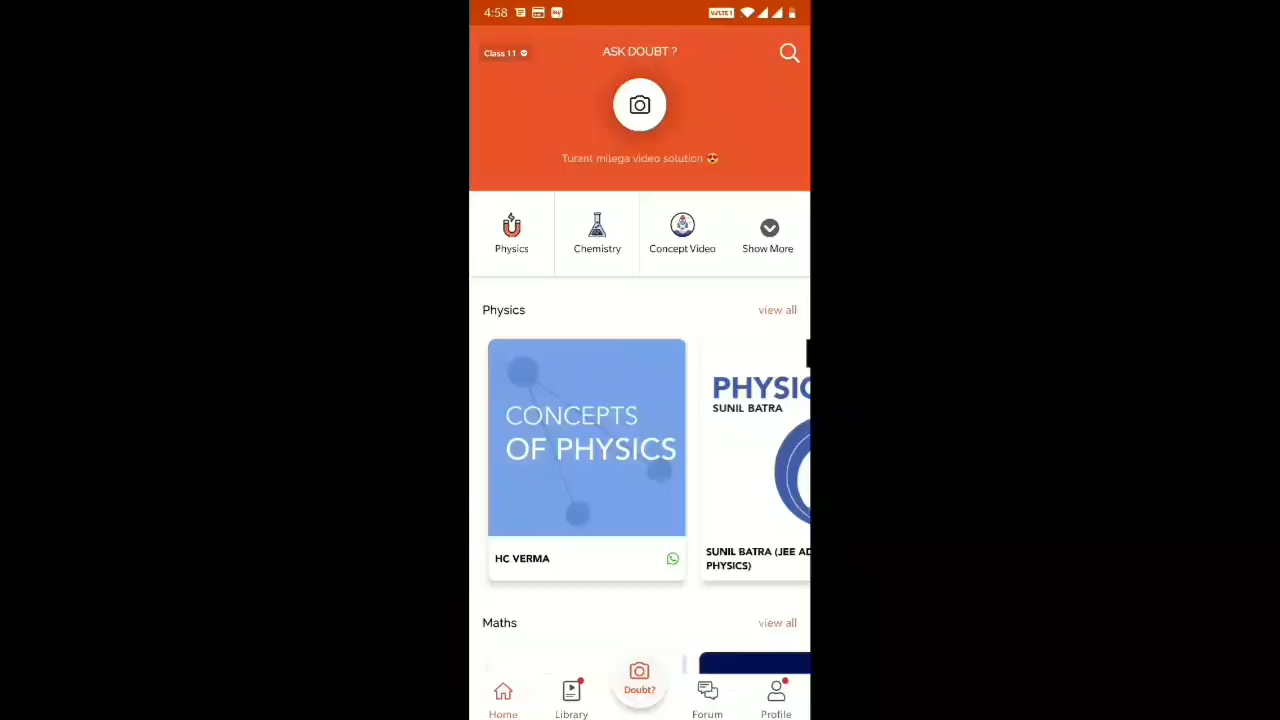 4:58
VoLTE 1
Class 11
ASK DOUBT ?
Turant milega video solution 😍
Physics
Chemistry
Concept Video
Show More
Physics
view all
CONCEPTS
OF PHYSICS
PHYSIC
SUNIL BATRA
HC VERMA
SUNIL BATRA (JEE AD
PHYSICS)
Maths
view all
Doubt?
Home
Library
Forum
Profile